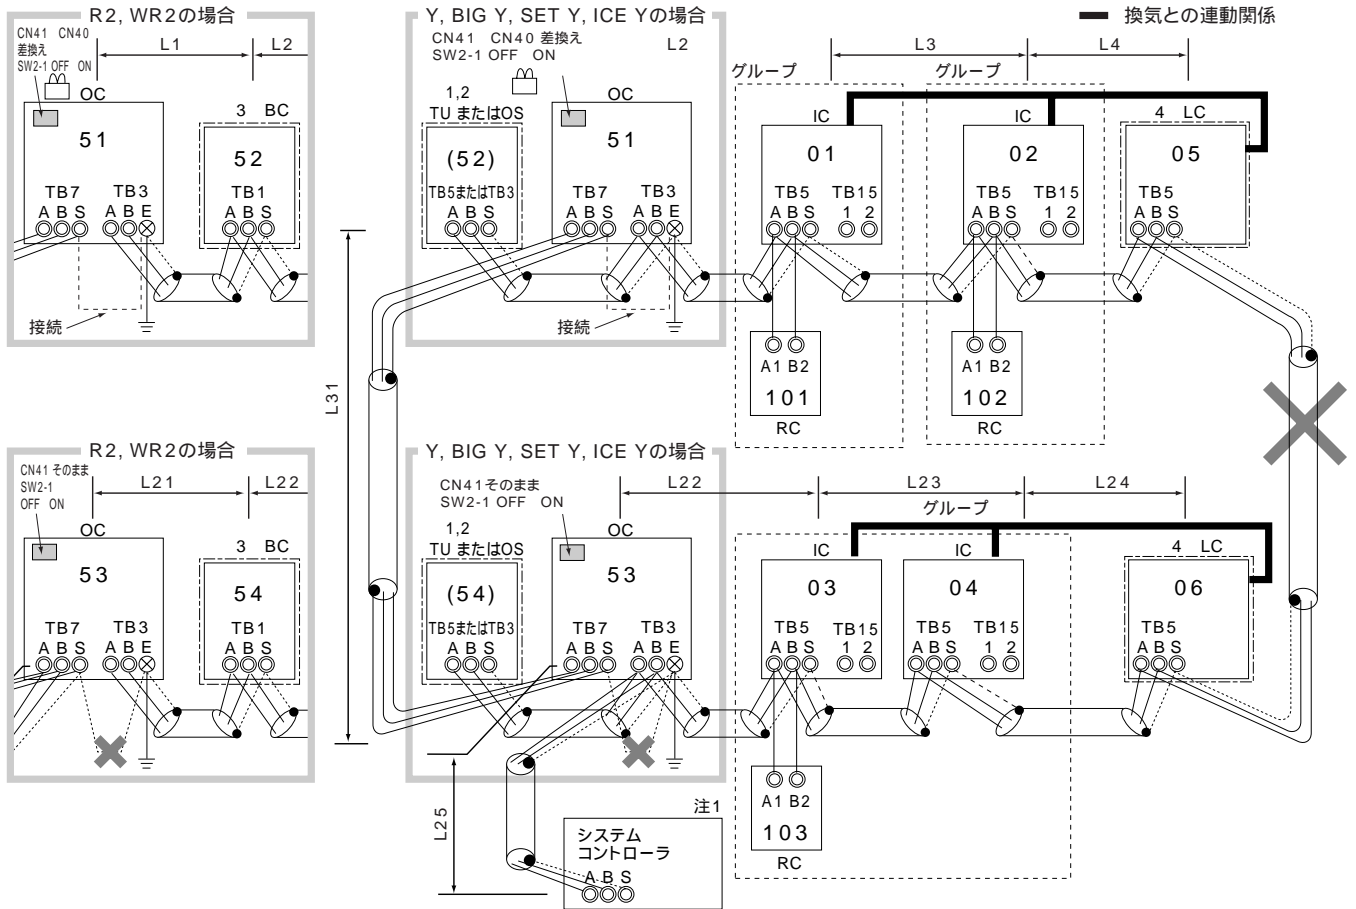 R2, WR2の場合
CN41 CN40
差換え
SW2-1 OFF ON
L1
L2
OC
51
TB7 TB3
A B S A B E
3 BC
52
TB1
A B S
接続
Y, BIG Y, SET Y, ICE Yの場合
CN41 CN40 差換え
SW2-1 OFF ON
L2
1,2
TU またはOS
(52)
TB5またはTB3
A B S
OC
51
TB7 TB3
A B S A B E
接続
換気との連動関係
L3
L4
グループ
グループ
IC
01
TB5 TB15
A B S 1 2
A1 B2
101
RC
IC
02
TB5 TB15
A B S 1 2
A1 B2
102
RC
4 LC
05
TB5
A B S
L31
R2, WR2の場合
CN41 そのまま
SW2-1
OFF ON
L21
L22
OC
53
TB7 TB3
A B S A B E
3 BC
54
TB1
A B S
Y, BIG Y, SET Y, ICE Yの場合
CN41そのまま
SW2-1 OFF ON
L22
L23
L24
1,2
TU またはOS
(54)
TB5またはTB3
A B S
OC
53
TB7 TB3
A B S A B E
グループ
IC
03
TB5 TB15
A B S 1 2
A1 B2
103
RC
IC
04
TB5 TB15
A B S 1 2
4 LC
06
TB5
A B S
L25
注1
システム
コントローラ
A B S